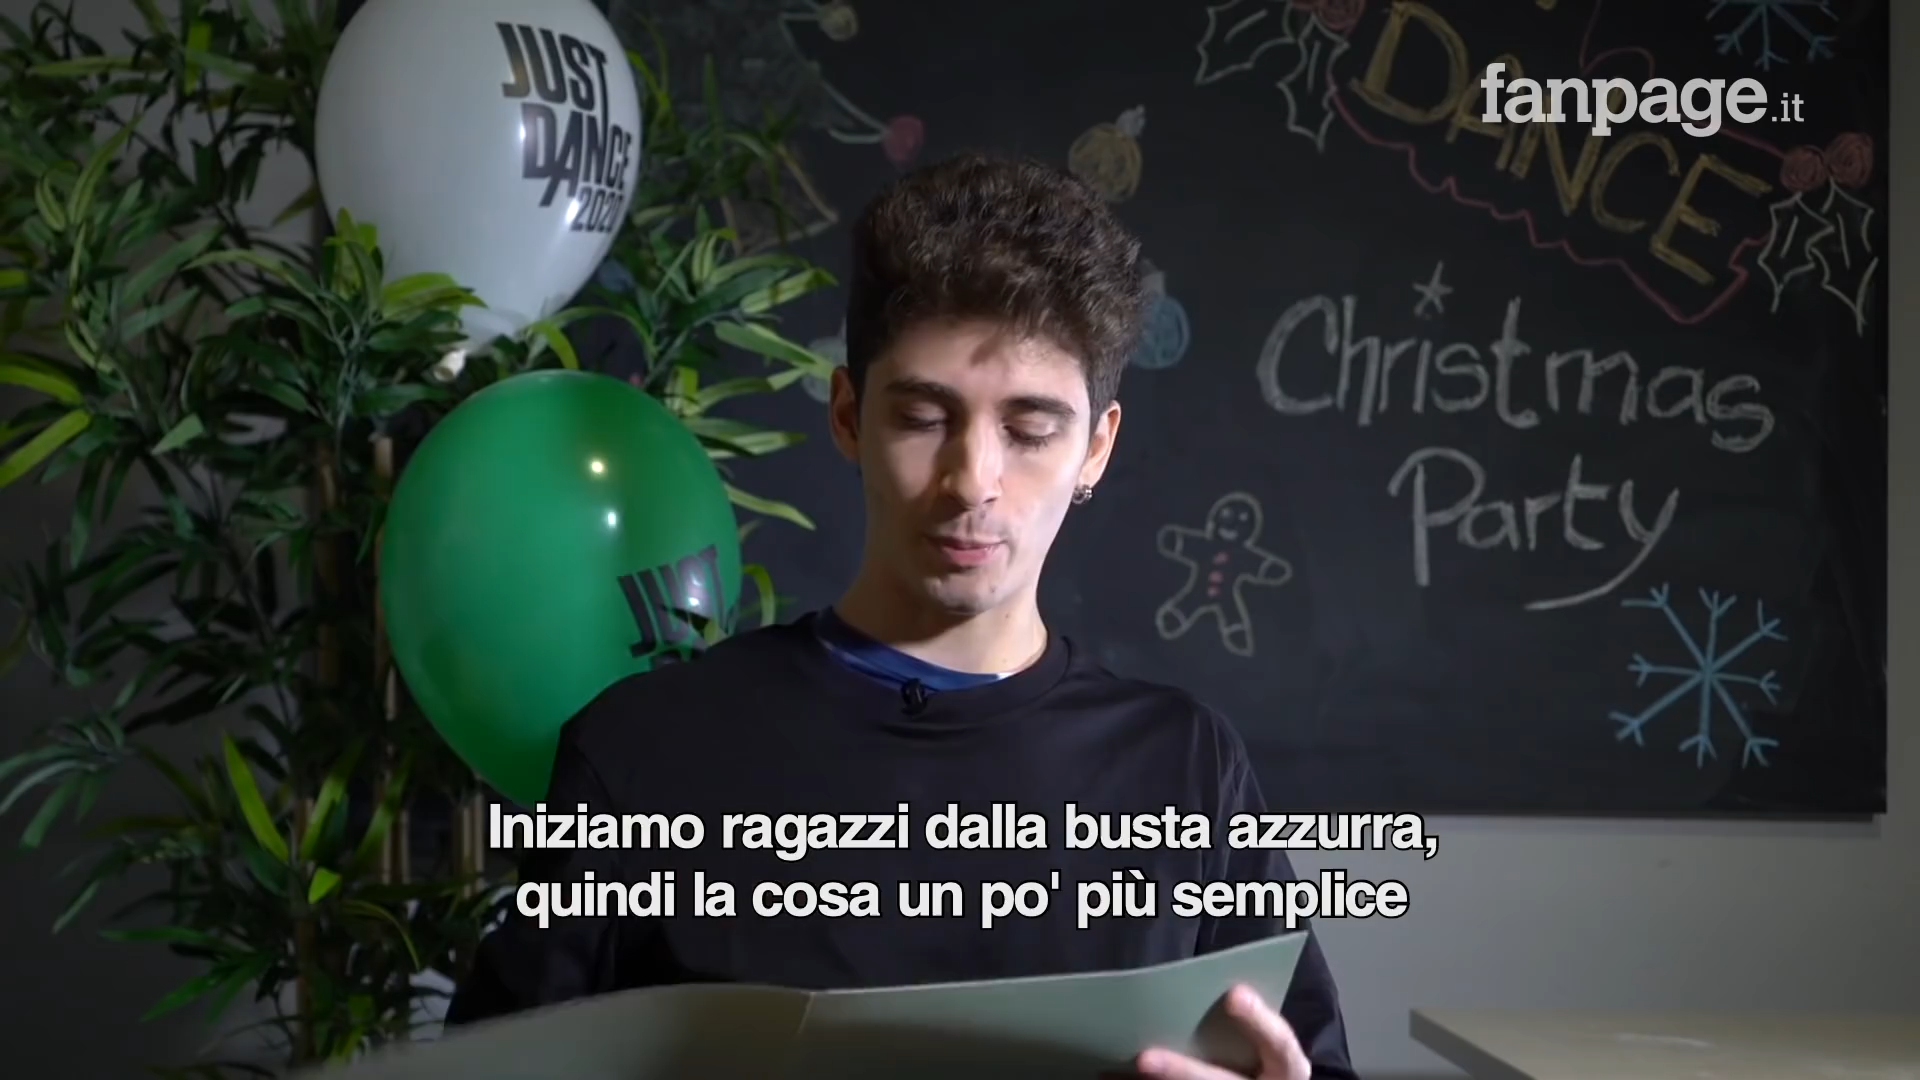 JUST
DANCE
2020
DANCE
fanpage.it
Christmas
Party
JUST
Iniziamo ragazzi dalla busta azzurra,
quindi la cosa un po' più semplice